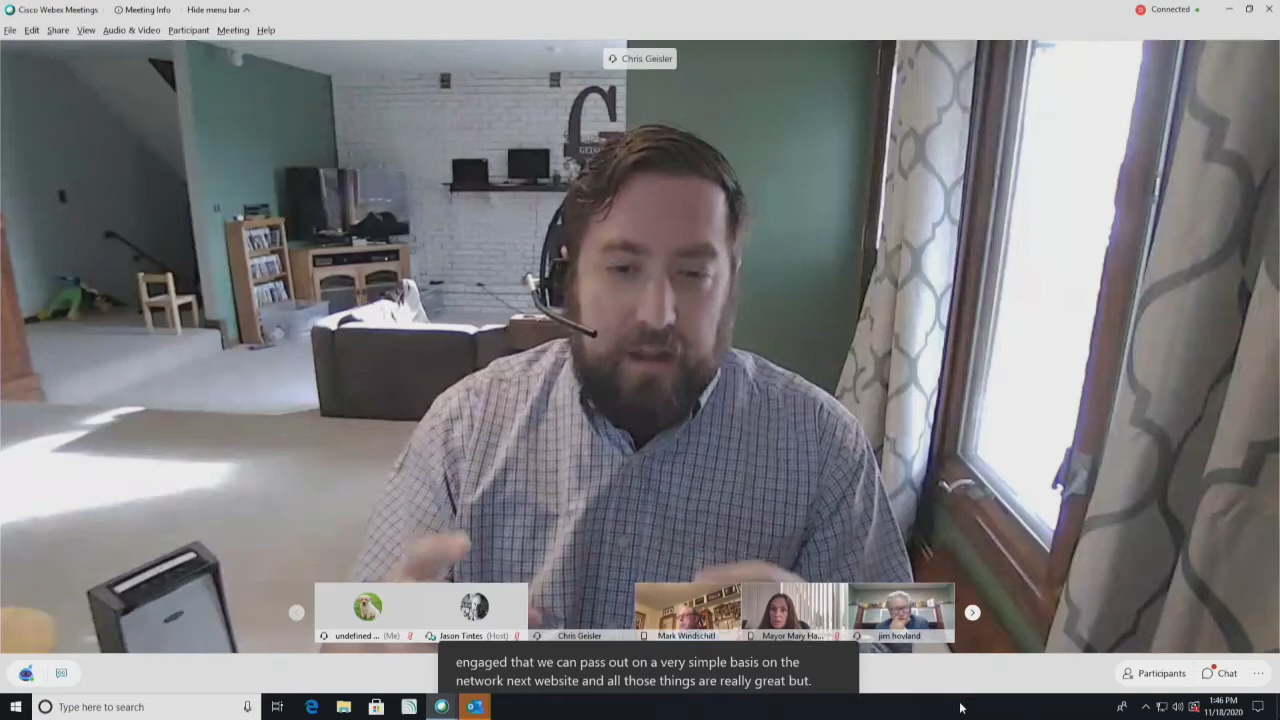 Cisco Webex Meetings
Meeting Info
Hide menu bar
Connected
File Edit Share View Audio & Video Participant Meeting Help
Chris Geisler
G
undefined ... (Me)
Jason Tintes (Host)
Chris Geisler
Mark Windschitl
Mayor Mary Ha...
jim hovland
engaged that we can pass out on a very simple basis on the
network next website and all those things are really great but.
Participants
Chat
Type here to search
1:46 PM
11/18/2020